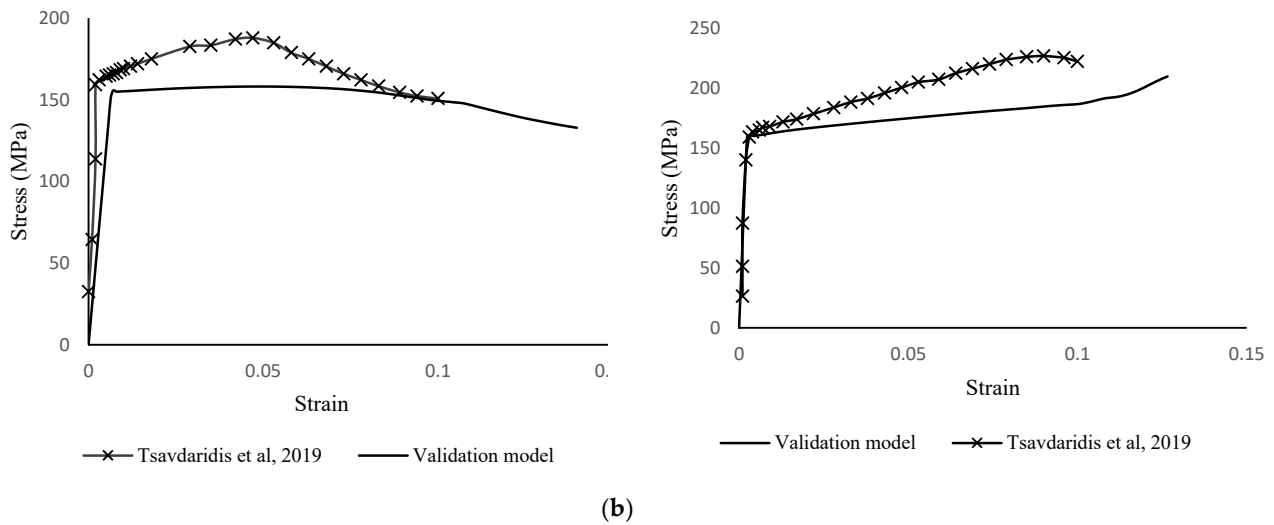 200
150
100
50
0
Stress (MPa)
0
0.05
0.1
0.
Strain
Tsavdaridis et al, 2019
Validation model
250
200
150
100
50
0
Stress (MPa)
0
0.05
0.1
0.15
Strain
Validation model
Tsavdaridis et al, 2019
(b)